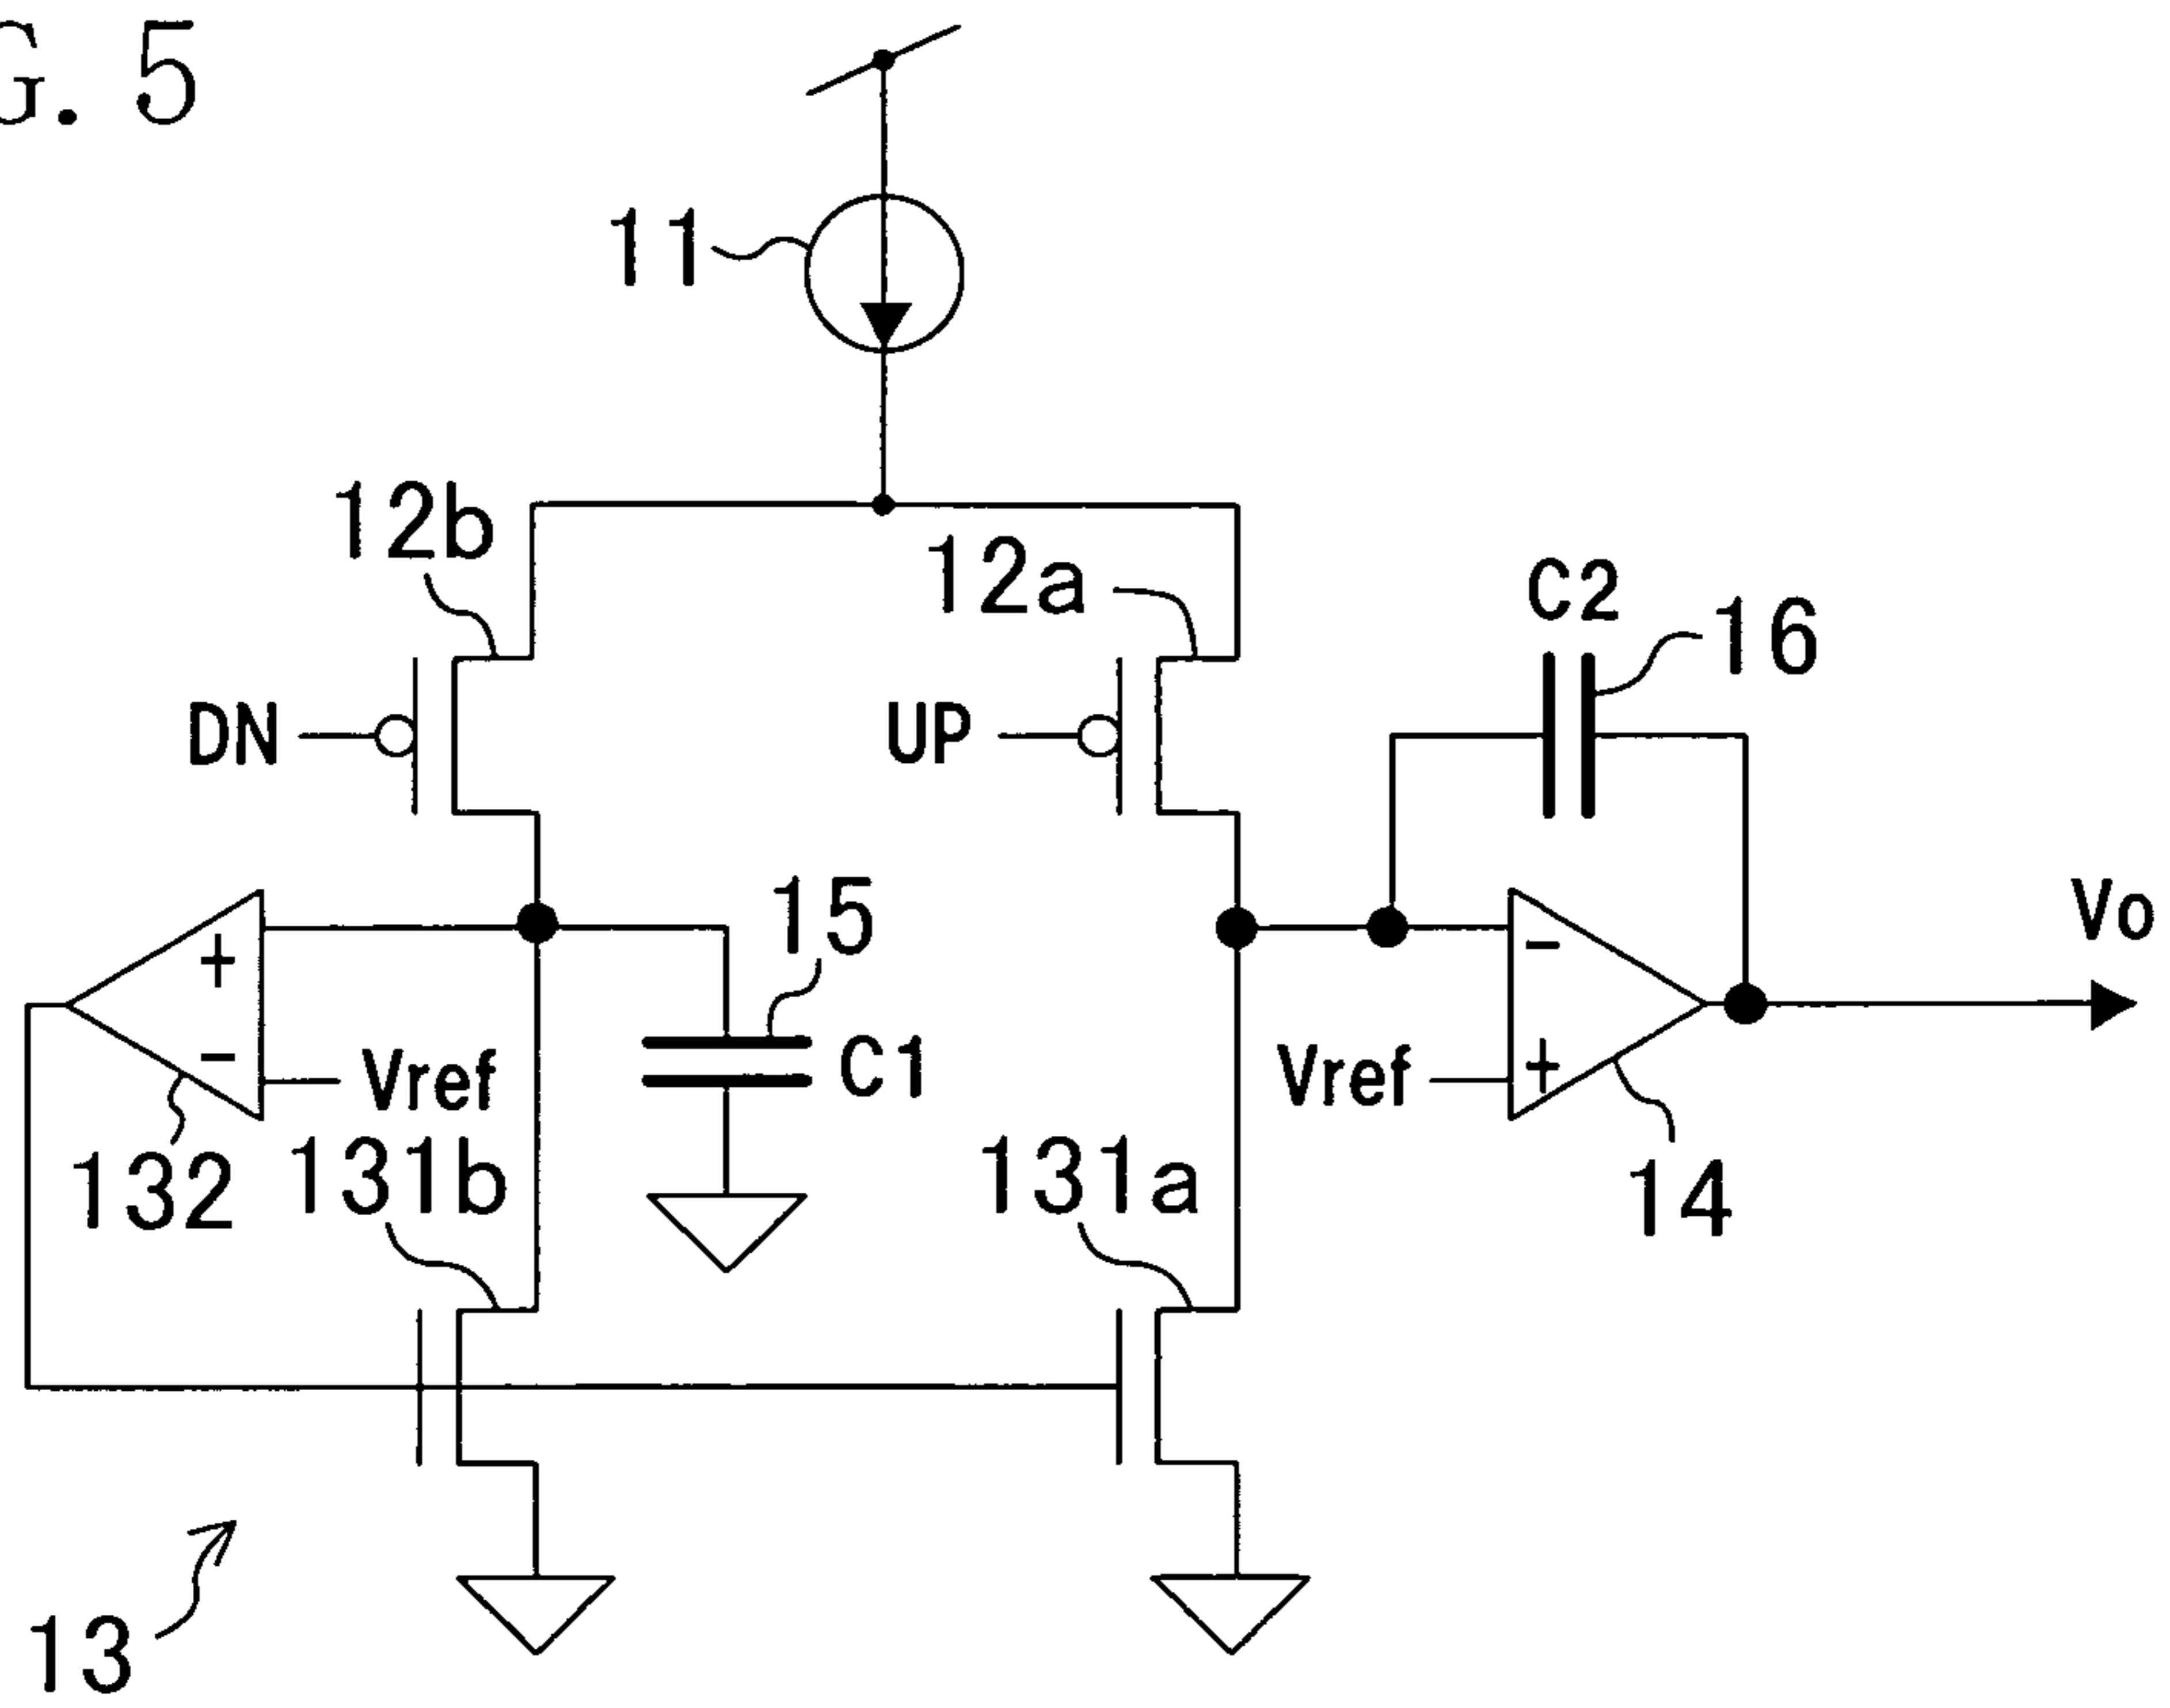 G. 5
11
12b
12a
C2
16
DN
UP
15
Vo
+
-
-
+
Vref
C1
Vref
132
131b
131a
14
13